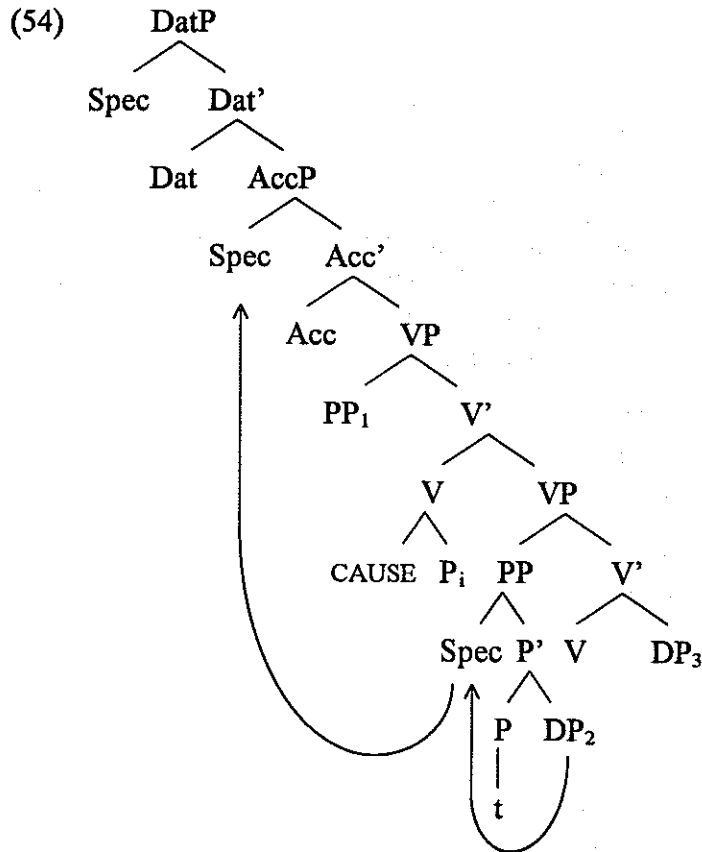 (54) DatP
Spec Dat’
Dat AccP
Spec Acc’
Acc VP
PP₁ V’
V VP
CAUSE Pᵢ PP V’
Spec P’ V DP₃
P DP₂
t